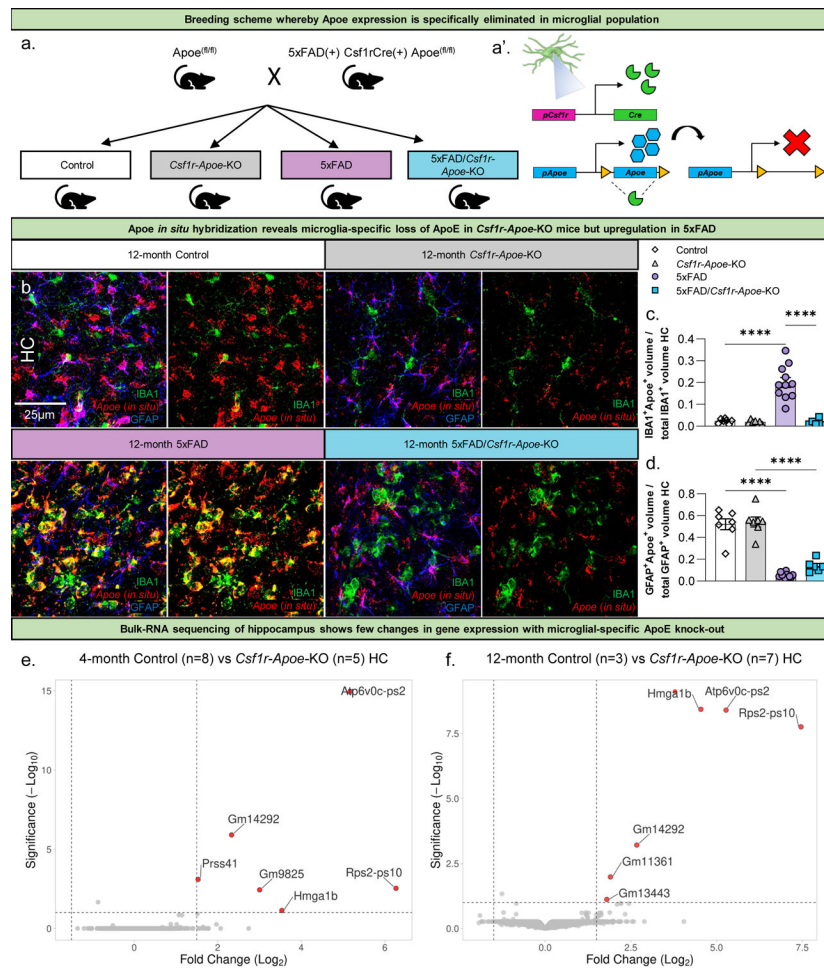 Breeding scheme whereby Apoe expression is specifically eliminated in microglial population
a.
Apoe(fl/fl)
5xFAD(+) Csf1rCre(+) Apoe(fl/fl)
X
Control
Csf1r-Apoe-KO
5xFAD
5xFAD/Csf1r-
Apoe-KO
a'.
pCsf1r
Cre
pApoe
Apoe
pApoe
Apoe in situ hybridization reveals microglia-specific loss of ApoE in Csf1r-Apoe-KO mice but upregulation in 5xFAD
12-month Control
12-month Csf1r-Apoe-KO
b.
HC
25μm
IBA1
Apoe (in situ)
GFAP
IBA1
Apoe (in situ)
IBA1
Apoe (in situ)
GFAP
IBA1
Apoe (in situ)
12-month 5xFAD
12-month 5xFAD/Csf1r-Apoe-KO
IBA1
Apoe (in situ)
GFAP
IBA1
Apoe (in situ)
IBA1
Apoe (in situ)
GFAP
IBA1
Apoe (in situ)
Control
Csf1r-Apoe-KO
5xFAD
5xFAD/Csf1r-Apoe-KO
c.
****
****
IBA1+Apoe+ volume /
total IBA1+ volume HC
0.4
0.3
0.2
0.1
0.0
d.
****
****
GFAP+Apoe+ volume /
total GFAP+ volume HC
0.8
0.6
0.4
0.2
0.0
Bulk-RNA sequencing of hippocampus shows few changes in gene expression with microglial-specific ApoE knock-out
e.
4-month Control (n=8) vs Csf1r-Apoe-KO (n=5) HC
15
10
5
0
Significance (−Log10)
Atp6v0c-ps2
Gm14292
Prss41
Gm9825
Rps2-ps10
Hmga1b
0
2
4
6
Fold Change (Log2)
f.
12-month Control (n=3) vs Csf1r-Apoe-KO (n=7) HC
7.5
5.0
2.5
0.0
Significance (−Log10)
Hmga1b
Atp6v0c-ps2
Rps2-ps10
Gm14292
Gm11361
Gm13443
0.0
2.5
5.0
7.5
Fold Change (Log2)